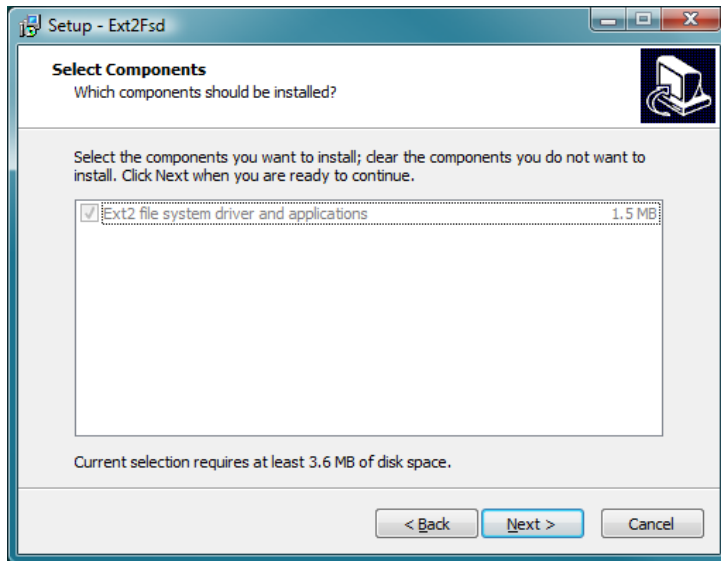 Setup - Ext2Fsd
Select Components
Which components should be installed?
Select the components you want to install; clear the components you do not want to
install. Click Next when you are ready to continue.
Ext2 file system driver and applications 1.5 MB
Current selection requires at least 3.6 MB of disk space.
< Back Next > Cancel